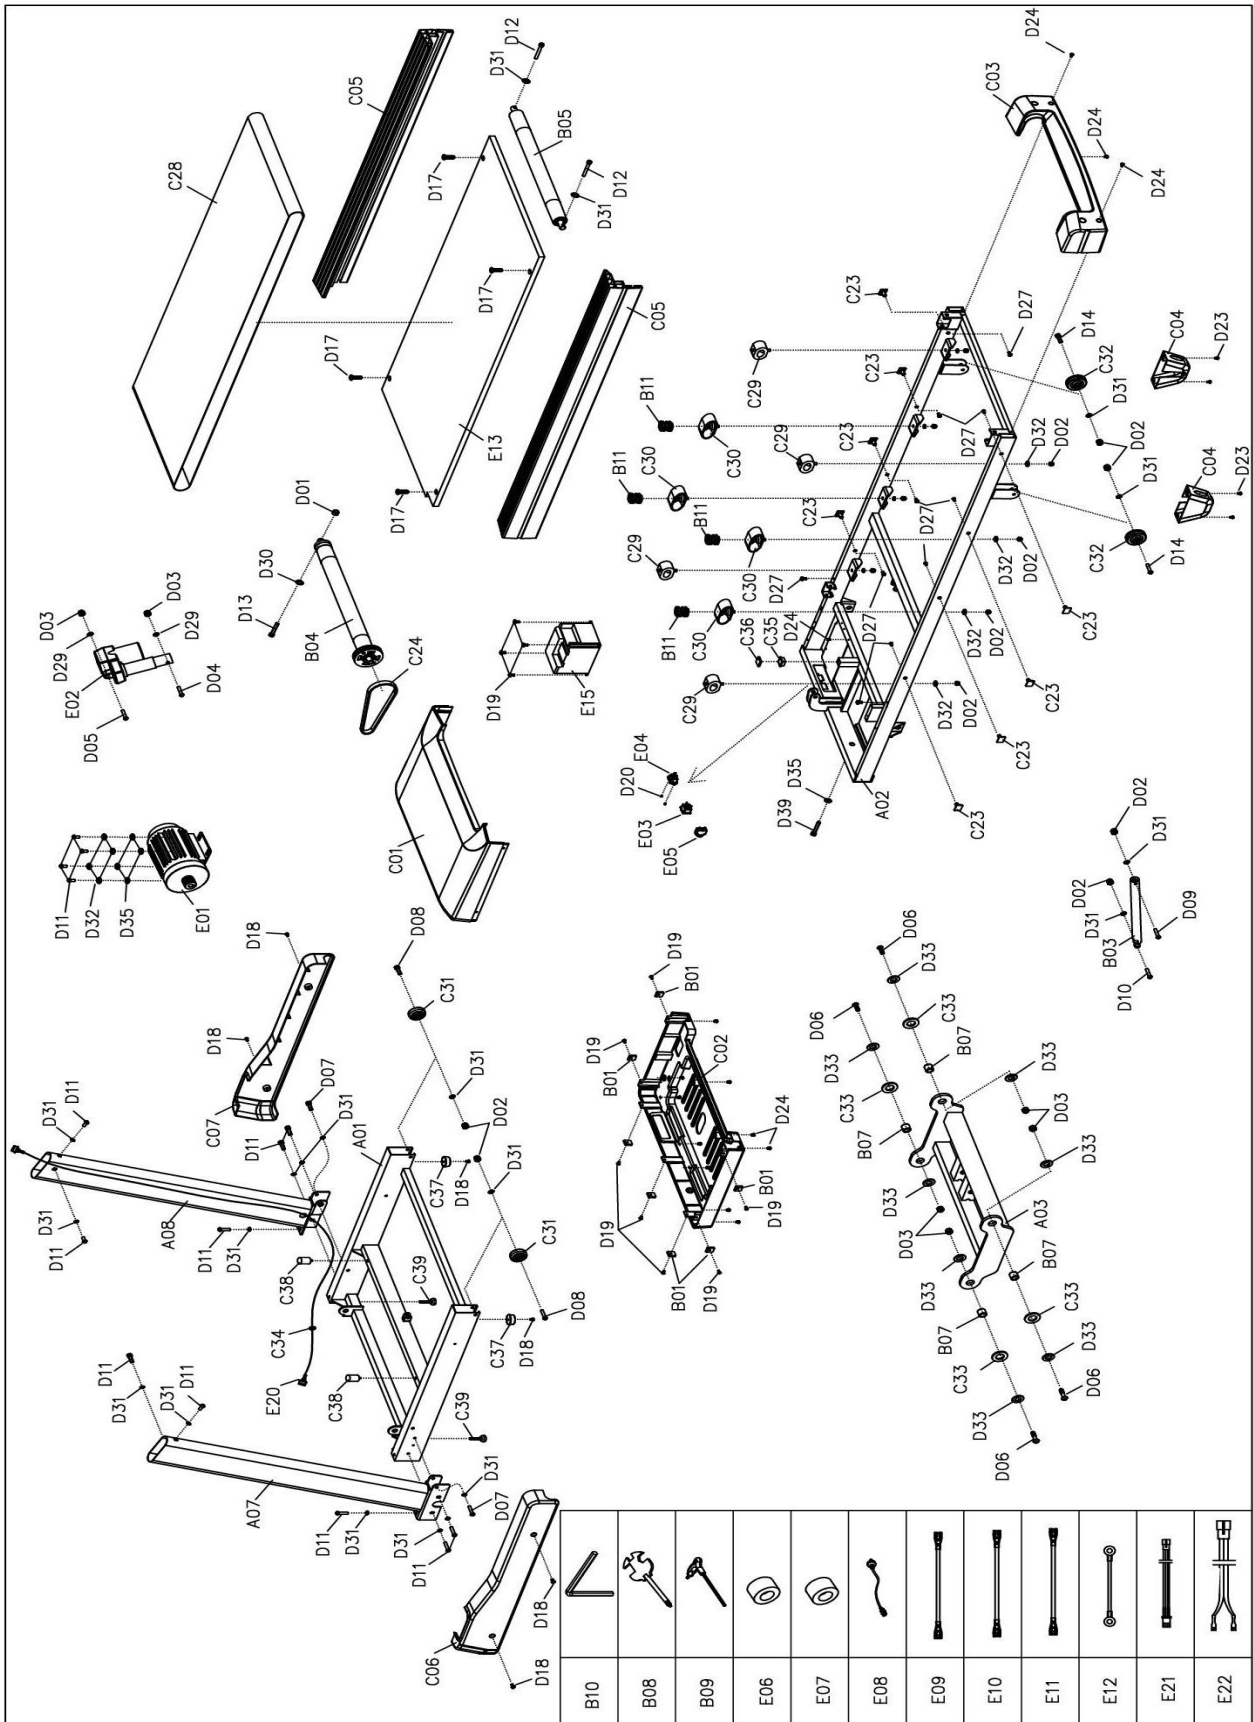 C28
C05
D12
D31
B05
D17
D12
D31
D17
D17
E13
D17
C05
D24
C03
D24
D24
D03
D29
E02
D03
D29
D04
D05
D30
D13
D01
B04
C24
D19
E15
C01
D11
D32
D35
E01
C23
C29
B11
C30
C23
D27
D14
C32
C04
D23
D31
D02
D31
C04
D23
C32
D14
C29
C23
D27
D32
D02
B11
C30
B11
C30
C23
D27
D32
D02
C29
D27
B11
C30
D24
C36
C35
D27
C29
D32
D02
D32
D02
C23
C23
C23
C23
E04
D20
E03
E05
D35
D39
A02
D18
D18
C07
D08
C31
D31
D02
D31
C31
D08
D11
D31
D07
D31
D11
A01
C37
D18
D31
D11
A08
D11
D31
C38
C39
C34
E20
C38
C37
D18
C39
D11
D31
D31
D11
A07
D11
D31
D31
D07
D31
D11
C06
D18
D18
D19
B01
D19
B01
C02
D24
B01
D19
D19
B01
D19
D02
D31
D02
D31
B03
D09
D10
D06
D33
C33
B07
D06
D33
C33
B07
D33
D03
D33
D33
D03
D33
A03
B07
C33
D33
D06
B07
C33
D33
D06
B10
B08
B09
E06
E07
E08
E09
E10
E11
E12
E21
E22